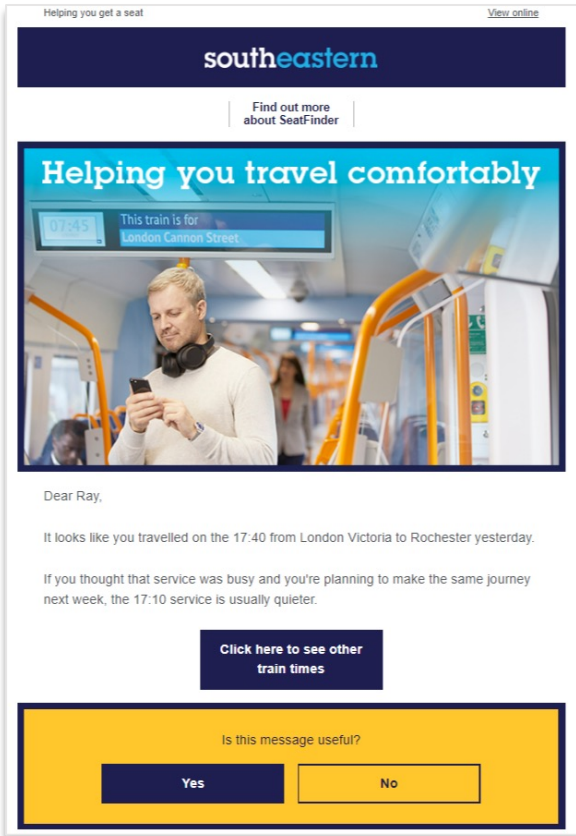 Helping you get a seat
View online
southeastern
Find out more
about SeatFinder
Helping you travel comfortably
07:45
This train is for
London Cannon Street
Dear Ray,
It looks like you travelled on the 17:40 from London Victoria to Rochester yesterday.
If you thought that service was busy and you're planning to make the same journey
next week, the 17:10 service is usually quieter.
Click here to see other
train times
Is this message useful?
Yes
No